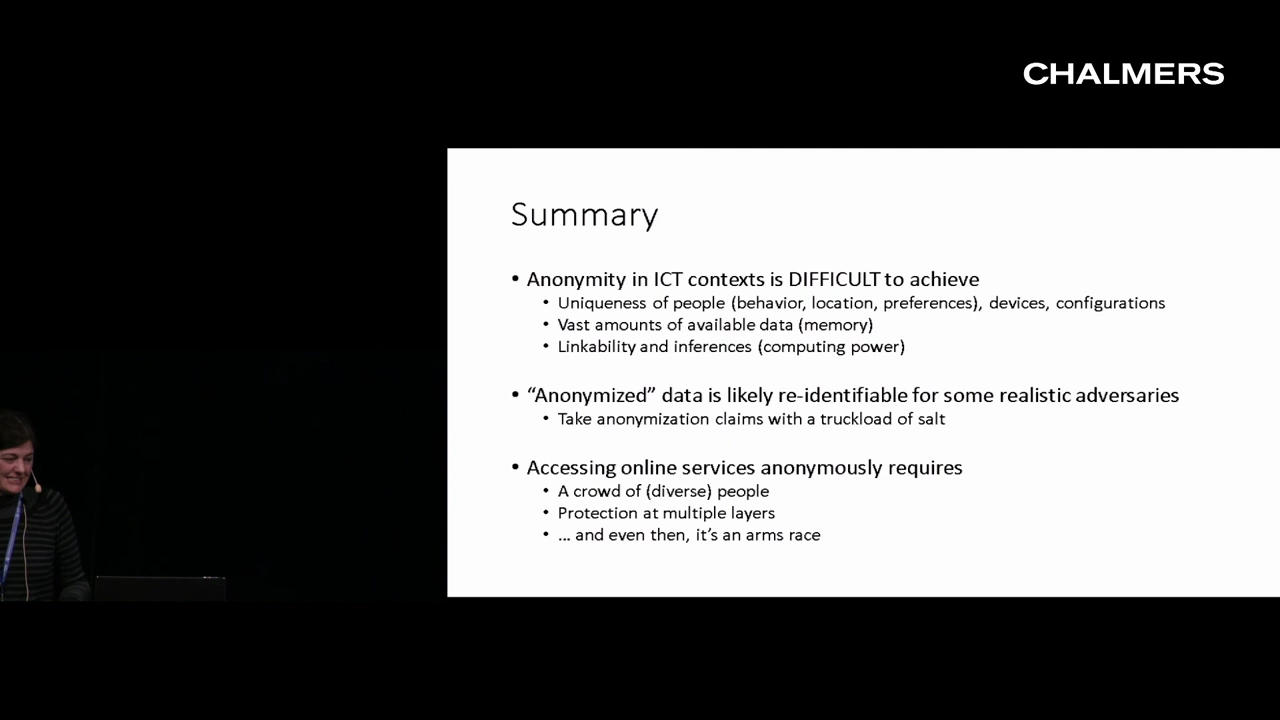 CHALMERS
Summary
• Anonymity in ICT contexts is DIFFICULT to achieve
• Uniqueness of people (behavior, location, preferences), devices, configurations
• Vast amounts of available data (memory)
• Linkability and inferences (computing power)
• “Anonymized” data is likely re-identifiable for some realistic adversaries
• Take anonymization claims with a truckload of salt
• Accessing online services anonymously requires
• A crowd of (diverse) people
• Protection at multiple layers
• … and even then, it’s an arms race